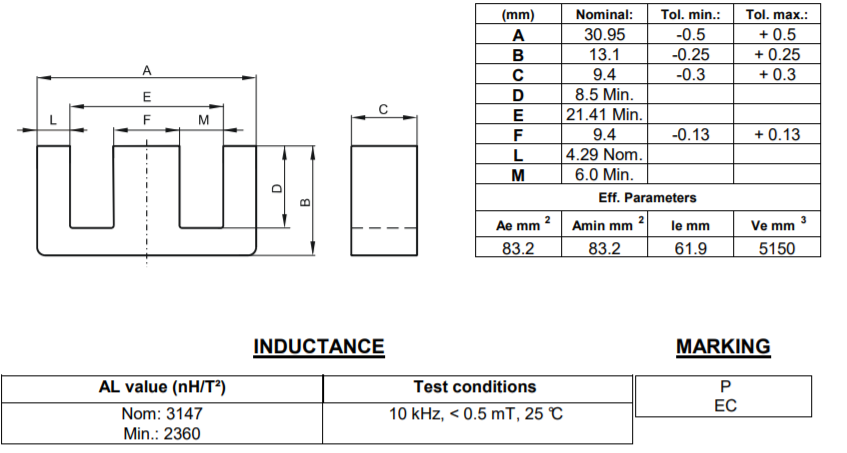 A
E
L
F
M
C
D
B
(mm) Nominal: Tol. min.: Tol. max.:
A 30.95 -0.5 + 0.5
B 13.1 -0.25 + 0.25
C 9.4 -0.3 + 0.3
D 8.5 Min.
E 21.41 Min.
F 9.4 -0.13 + 0.13
L 4.29 Nom.
M 6.0 Min.
Eff. Parameters
Ae mm ² Amin mm ² le mm Ve mm ³
83.2 83.2 61.9 5150
INDUCTANCE
AL value (nH/T²) Test conditions
Nom: 3147 10 kHz, < 0.5 mT, 25 °C
Min.: 2360
MARKING
P
EC